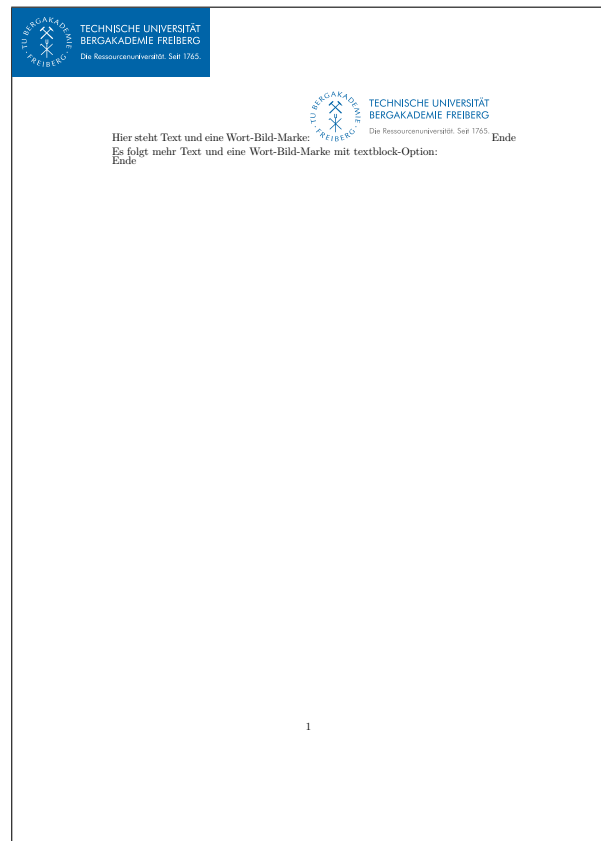 TU BERGAKADEMIE · FREIBERG ·
TECHNISCHE UNIVERSITÄT
BERGAKADEMIE FREIBERG
Die Ressourcenuniversität. Seit 1765.
TU BERGAKADEMIE · FREIBERG ·
TECHNISCHE UNIVERSITÄT
BERGAKADEMIE FREIBERG
Die Ressourcenuniversität. Seit 1765.
Hier steht Text und eine Wort-Bild-Marke: Ende
Es folgt mehr Text und eine Wort-Bild-Marke mit textblock-Option:
Ende
1